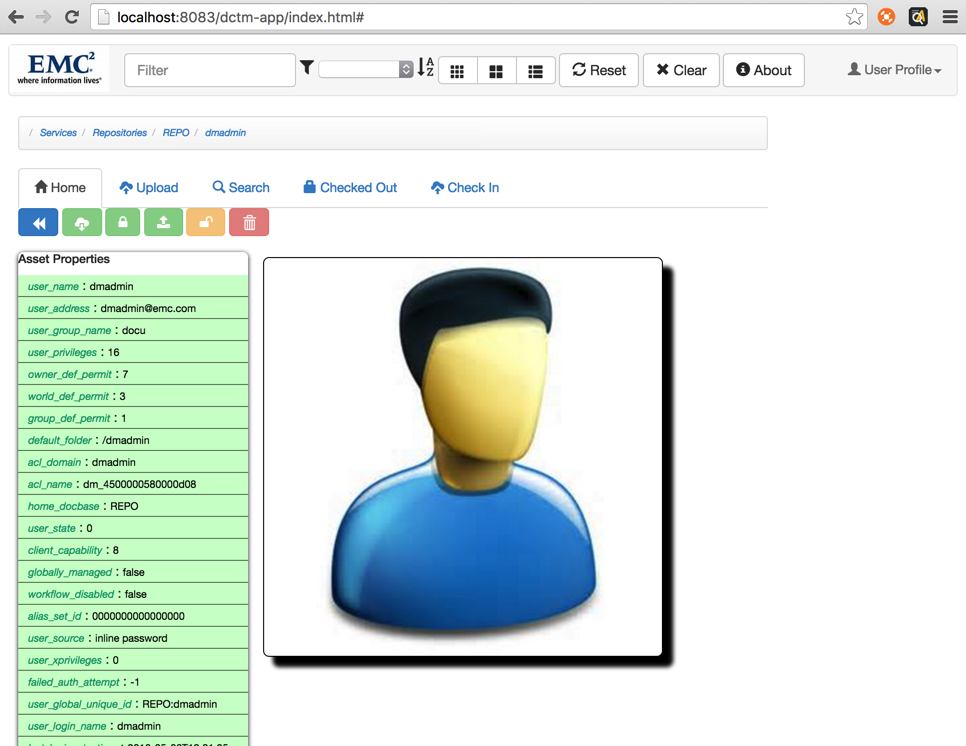 localhost:8083/dctm-app/index.html#
EMC²
where information lives®
Filter
A
Z
Reset
Clear
About
User Profile
/ Services / Repositories / REPO / dmadmin
Home
Upload
Search
Checked Out
Check In
Asset Properties
user_name : dmadmin
user_address : dmadmin@emc.com
user_group_name : docu
user_privileges : 16
owner_def_permit : 7
world_def_permit : 3
group_def_permit : 1
default_folder : /dmadmin
acl_domain : dmadmin
acl_name : dm_4500000580000d08
home_docbase : REPO
user_state : 0
client_capability : 8
globally_managed : false
workflow_disabled : false
alias_set_id : 0000000000000000
user_source : inline password
user_xprivileges : 0
failed_auth_attempt : -1
user_global_unique_id : REPO:dmadmin
user_login_name : dmadmin